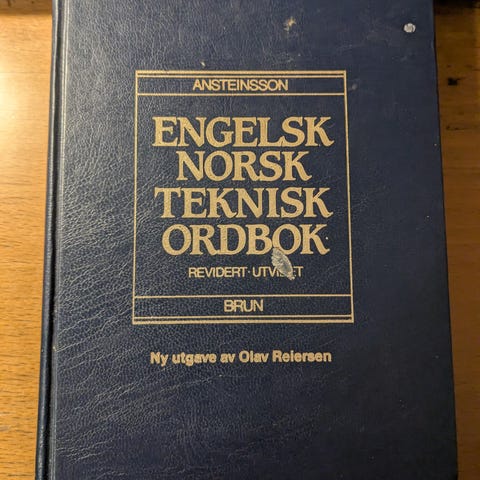 ANSTEINSSON
ENGELSK
NORSK
TEKNISK
ORDBOK
REVIDERT·
BRUN
Ny utgave av Olav Reiersen